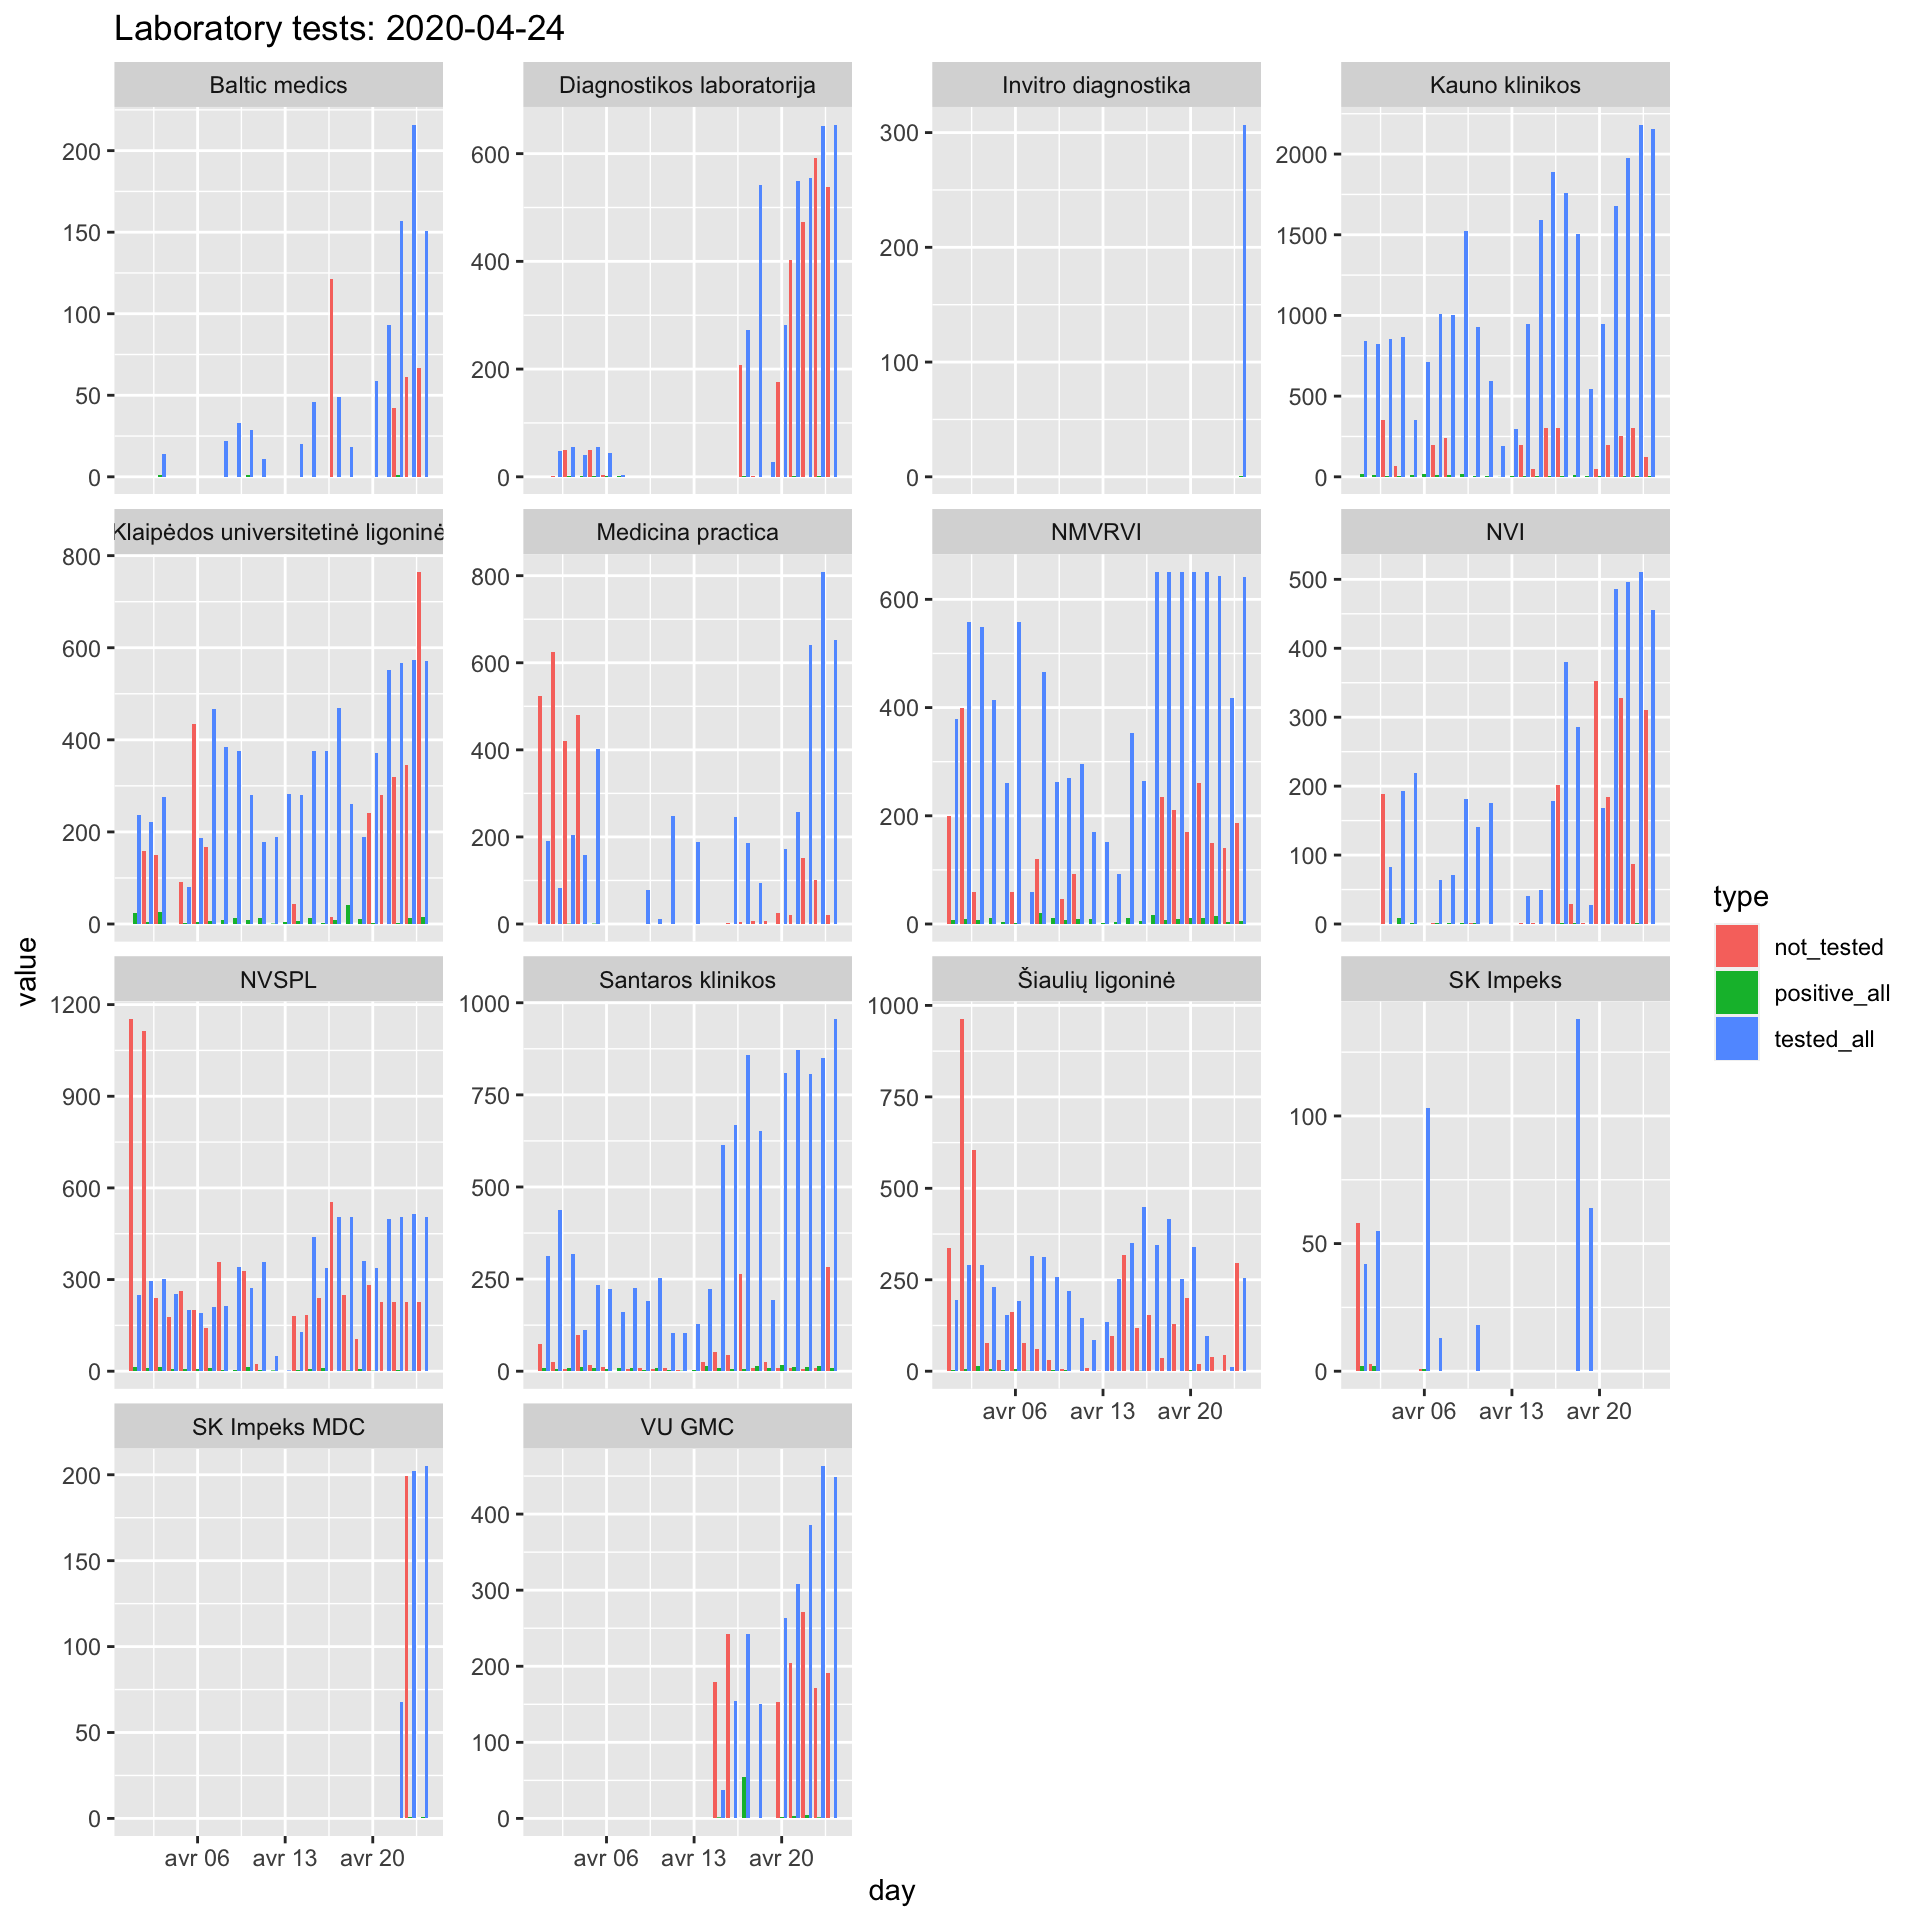 Laboratory tests: 2020-04-24
Baltic medics
Diagnostikos laboratorija
Invitro diagnostika
Kauno klinikos
200
150
100
50
0
600
400
200
0
300
200
100
0
2000
1500
1000
500
0
Klaipėdos universitetinė ligoninė
Medicina practica
NMVRVI
NVI
800
600
400
200
0
800
600
400
200
0
600
400
200
0
500
400
300
200
100
0
NVSPL
Santaros klinikos
Šiaulių ligoninė
SK Impeks
1200
900
600
300
0
1000
750
500
250
0
1000
750
500
250
0
100
50
0
avr 06 avr 13 avr 20
avr 06 avr 13 avr 20
SK Impeks MDC
VU GMC
200
150
100
50
0
400
300
200
100
0
avr 06 avr 13 avr 20
avr 06 avr 13 avr 20
day
value
type
not_tested
positive_all
tested_all